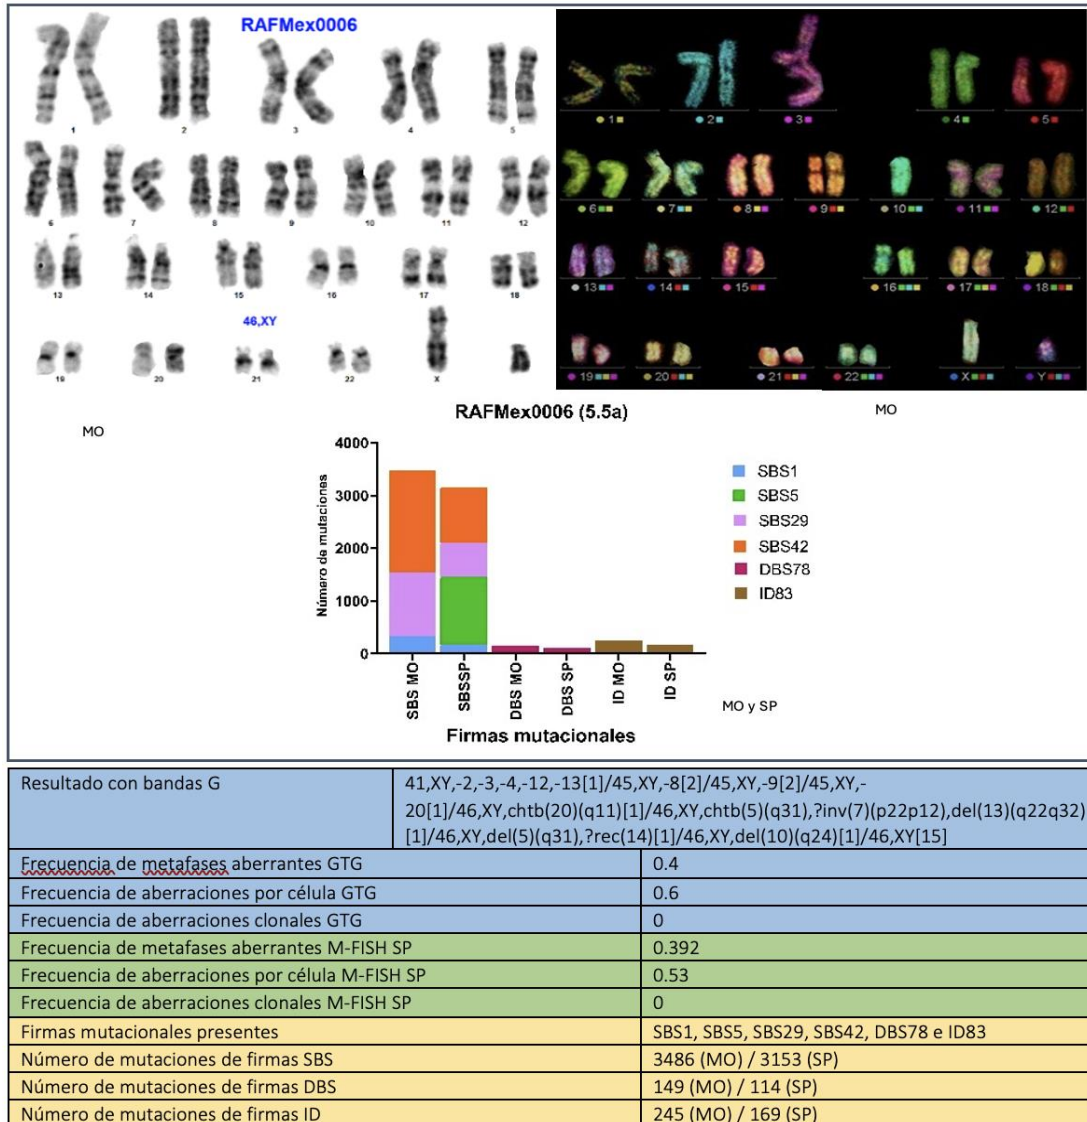 RAFMex0006
1 2 3 4 5
6 7 8 9 10 11 12
13 14 15 16 17 18
46,XY
19 20 21 22 X
MO
1 2 3 4 5
6 7 8 9 10 11 12
13 14 15 16 17 18
19 20 21 22 X Y
MO
RAFMex0006 (5.5a)
Número de mutaciones
4000
3000
2000
1000
0
SBS MO
SBSSP
DBS MO
DBS SP
ID MO
ID SP
Firmas mutacionales
SBS1
SBS5
SBS29
SBS42
DBS78
ID83
MO y SP
Resultado con bandas G
41,XY,-2,-3,-4,-12,-13[1]/45,XY,-8[2]/45,XY,-9[2]/45,XY,-
20[1]/46,XY,chtb(20)(q11)[1]/46,XY,chtb(5)(q31),?inv(7)(p22p12),del(13)(q22q32)
[1]/46,XY,del(5)(q31),?rec(14)[1]/46,XY,del(10)(q24)[1]/46,XY[15]
Frecuencia de metafases aberrantes GTG 0.4
Frecuencia de aberraciones por célula GTG 0.6
Frecuencia de aberraciones clonales GTG 0
Frecuencia de metafases aberrantes M-FISH SP 0.392
Frecuencia de aberraciones por célula M-FISH SP 0.53
Frecuencia de aberraciones clonales M-FISH SP 0
Firmas mutacionales presentes SBS1, SBS5, SBS29, SBS42, DBS78 e ID83
Número de mutaciones de firmas SBS 3486 (MO) / 3153 (SP)
Número de mutaciones de firmas DBS 149 (MO) / 114 (SP)
Número de mutaciones de firmas ID 245 (MO) / 169 (SP)